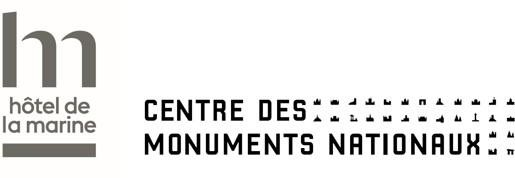 hm
hôtel de
la marine
CENTRE DES
MONUMENTS NATIONAUX